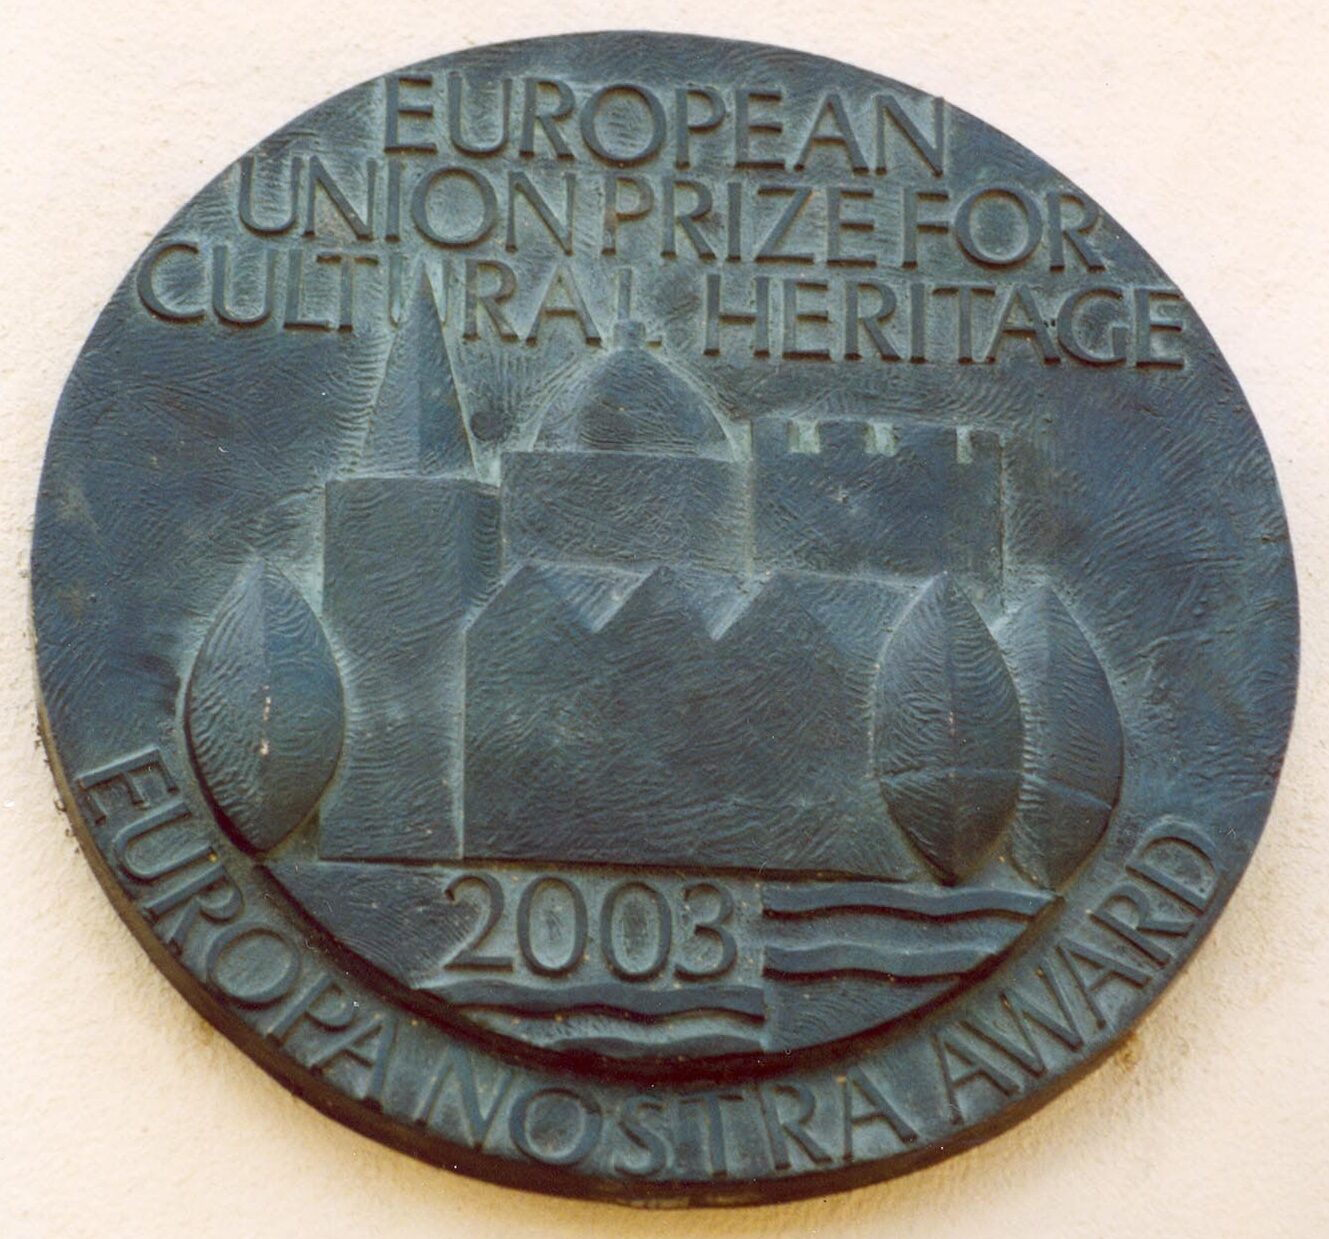 EUROPEAN
UNION PRIZE FOR
CULTURAL HERITAGE
2003
EUROPA NOSTRA AWARD